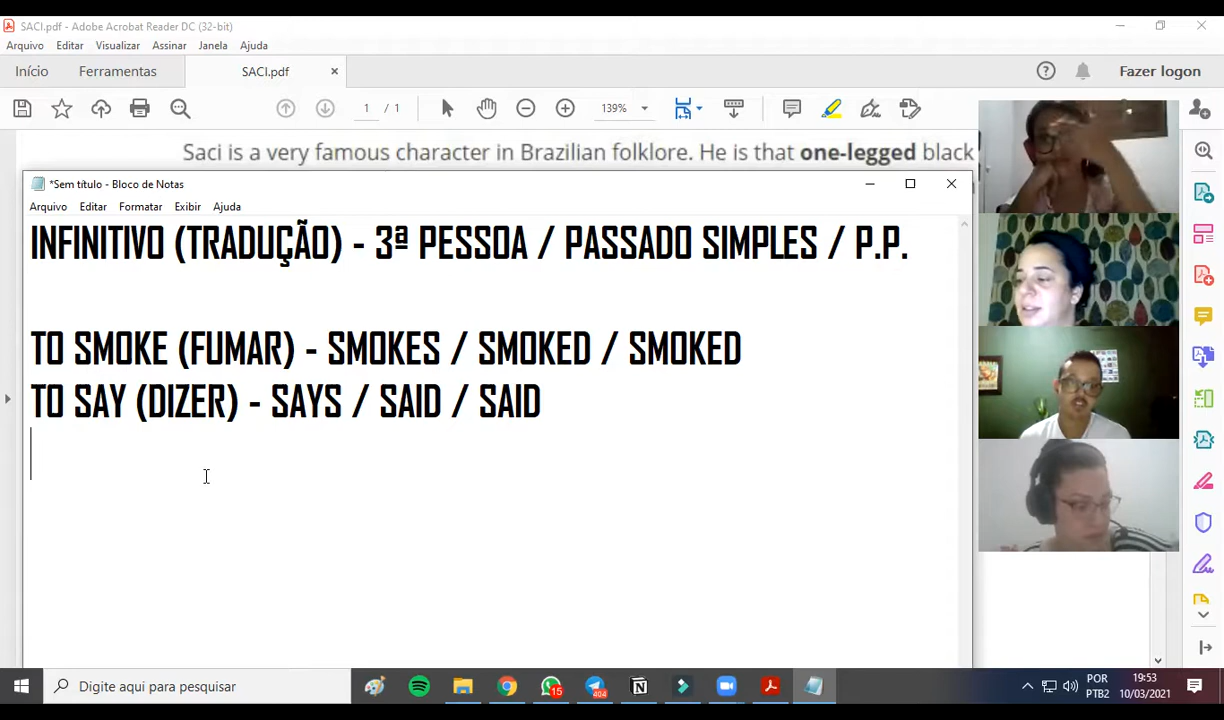 SACI.pdf - Adobe Acrobat Reader DC (32-bit)
Arquivo Editar Visualizar Assinar Janela Ajuda
Início Ferramentas SACI.pdf × Fazer logon
1 / 1 139%
Saci is a very famous character in Brazilian folklore. He is that one-legged black
*Sem título - Bloco de Notas
Arquivo Editar Formatar Exibir Ajuda
INFINITIVO (TRADUÇÃO) - 3ª PESSOA / PASSADO SIMPLES / P.P.
TO SMOKE (FUMAR) - SMOKES / SMOKED / SMOKED
TO SAY (DIZER) - SAYS / SAID / SAID
Digite aqui para pesquisar
15
404
POR
PTB2
19:53
10/03/2021